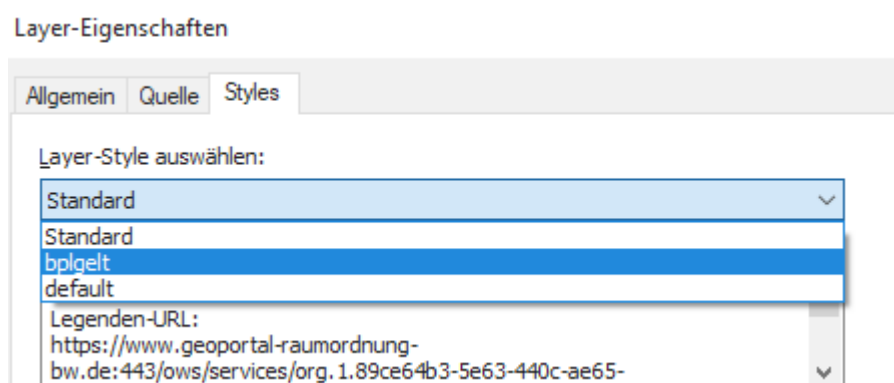 Layer-Eigenschaften
Allgemein Quelle Styles
Layer-Style auswählen:
Standard
Standard
bplgelt
default
Legenden-URL:
https://www.geoportal-raumordnung-
bw.de:443/ows/services/org.1.89ce64b3-5e63-440c-ae65-